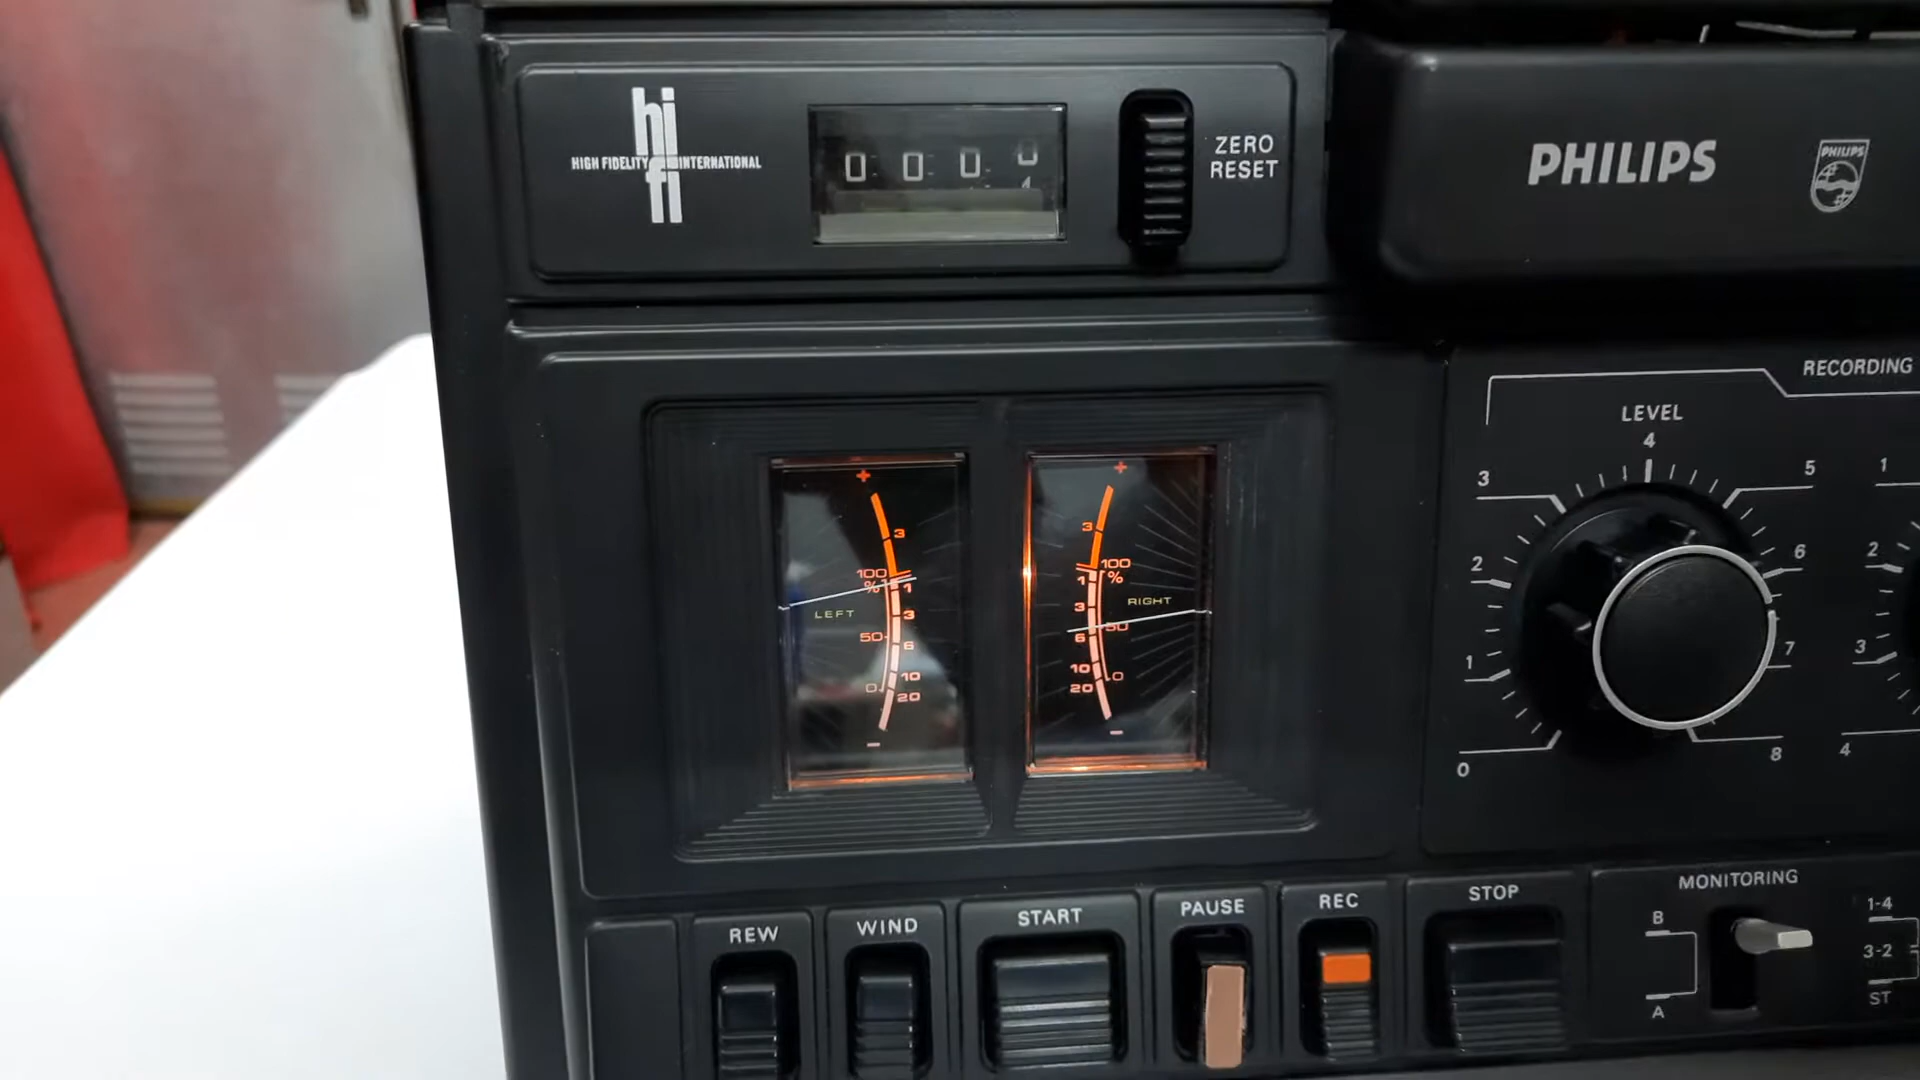 hi
HIGH FIDELITY INTERNATIONAL
fi
0 0 0 0
ZERO
RESET
PHILIPS
PHILIPS
RECORDING
LEVEL
0 1 2 3 4 5 6 7 8
1
2
3
4
+
3
100
%
1
LEFT
3
50
6
10
0
20
−
+
3
100
1 %
3
RIGHT
50
6
10
0
20
−
REW
WIND
START
PAUSE
REC
STOP
MONITORING
B
A
1-4
3-2
ST